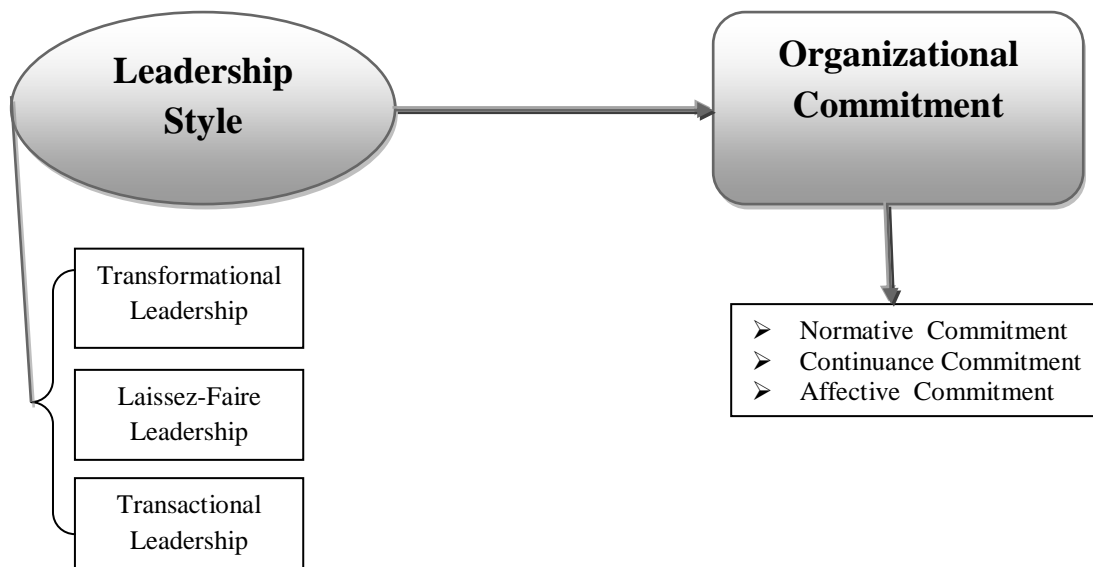 Leadership
Style
Organizational
Commitment
Transformational
Leadership
Laissez-Faire
Leadership
Transactional
Leadership
➢ Normative Commitment
➢ Continuance Commitment
➢ Affective Commitment